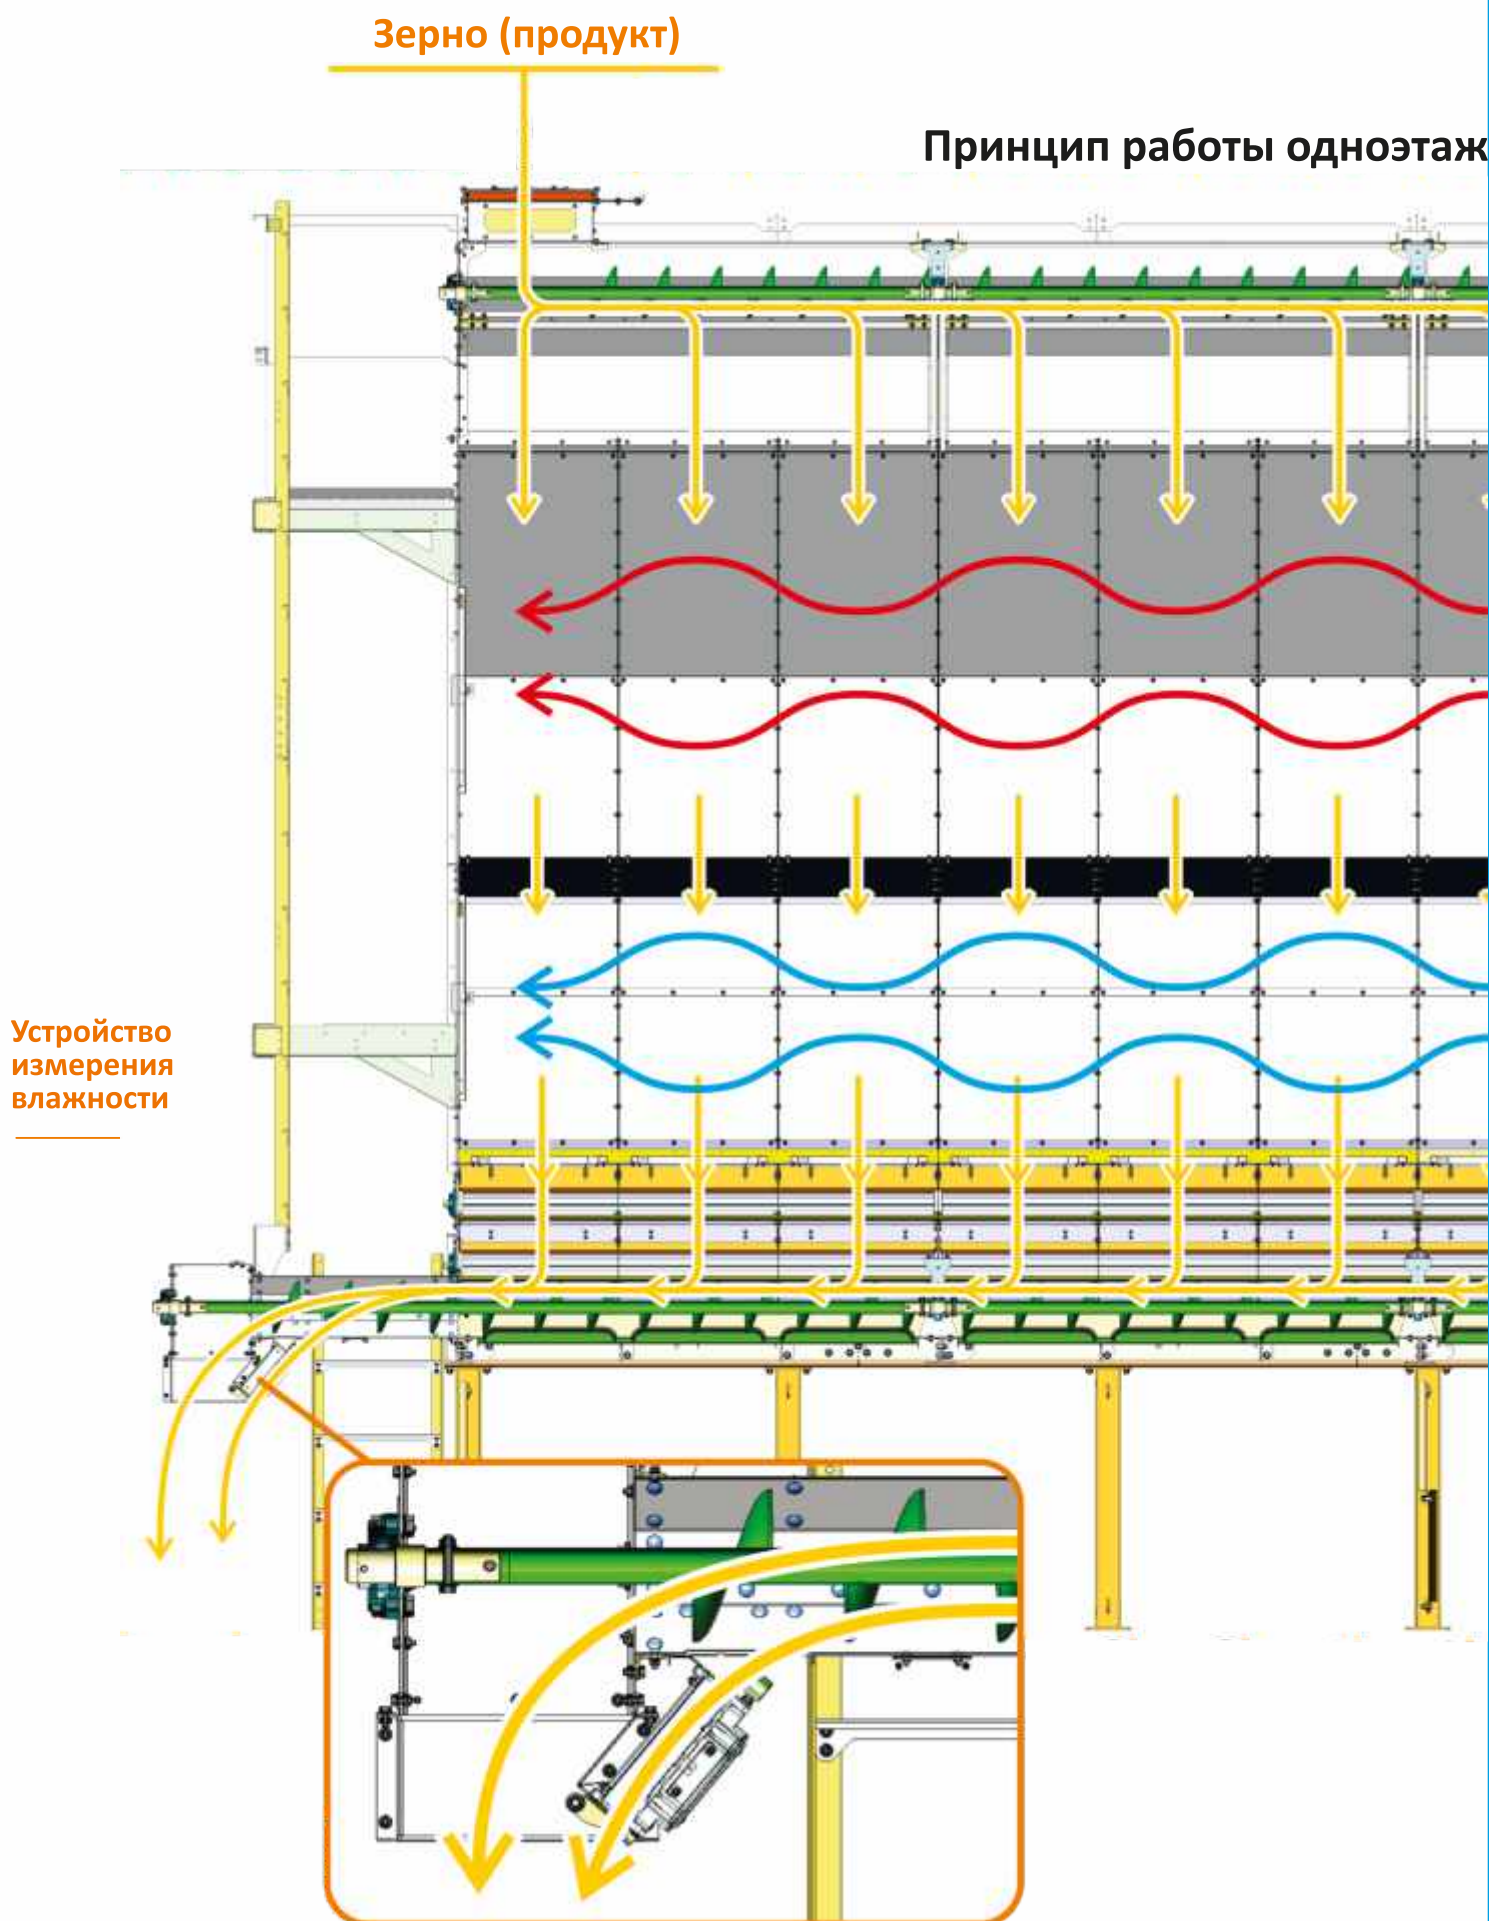 Зерно (продукт)
Принцип работы одноэтаж
Устройство
измерения
влажности